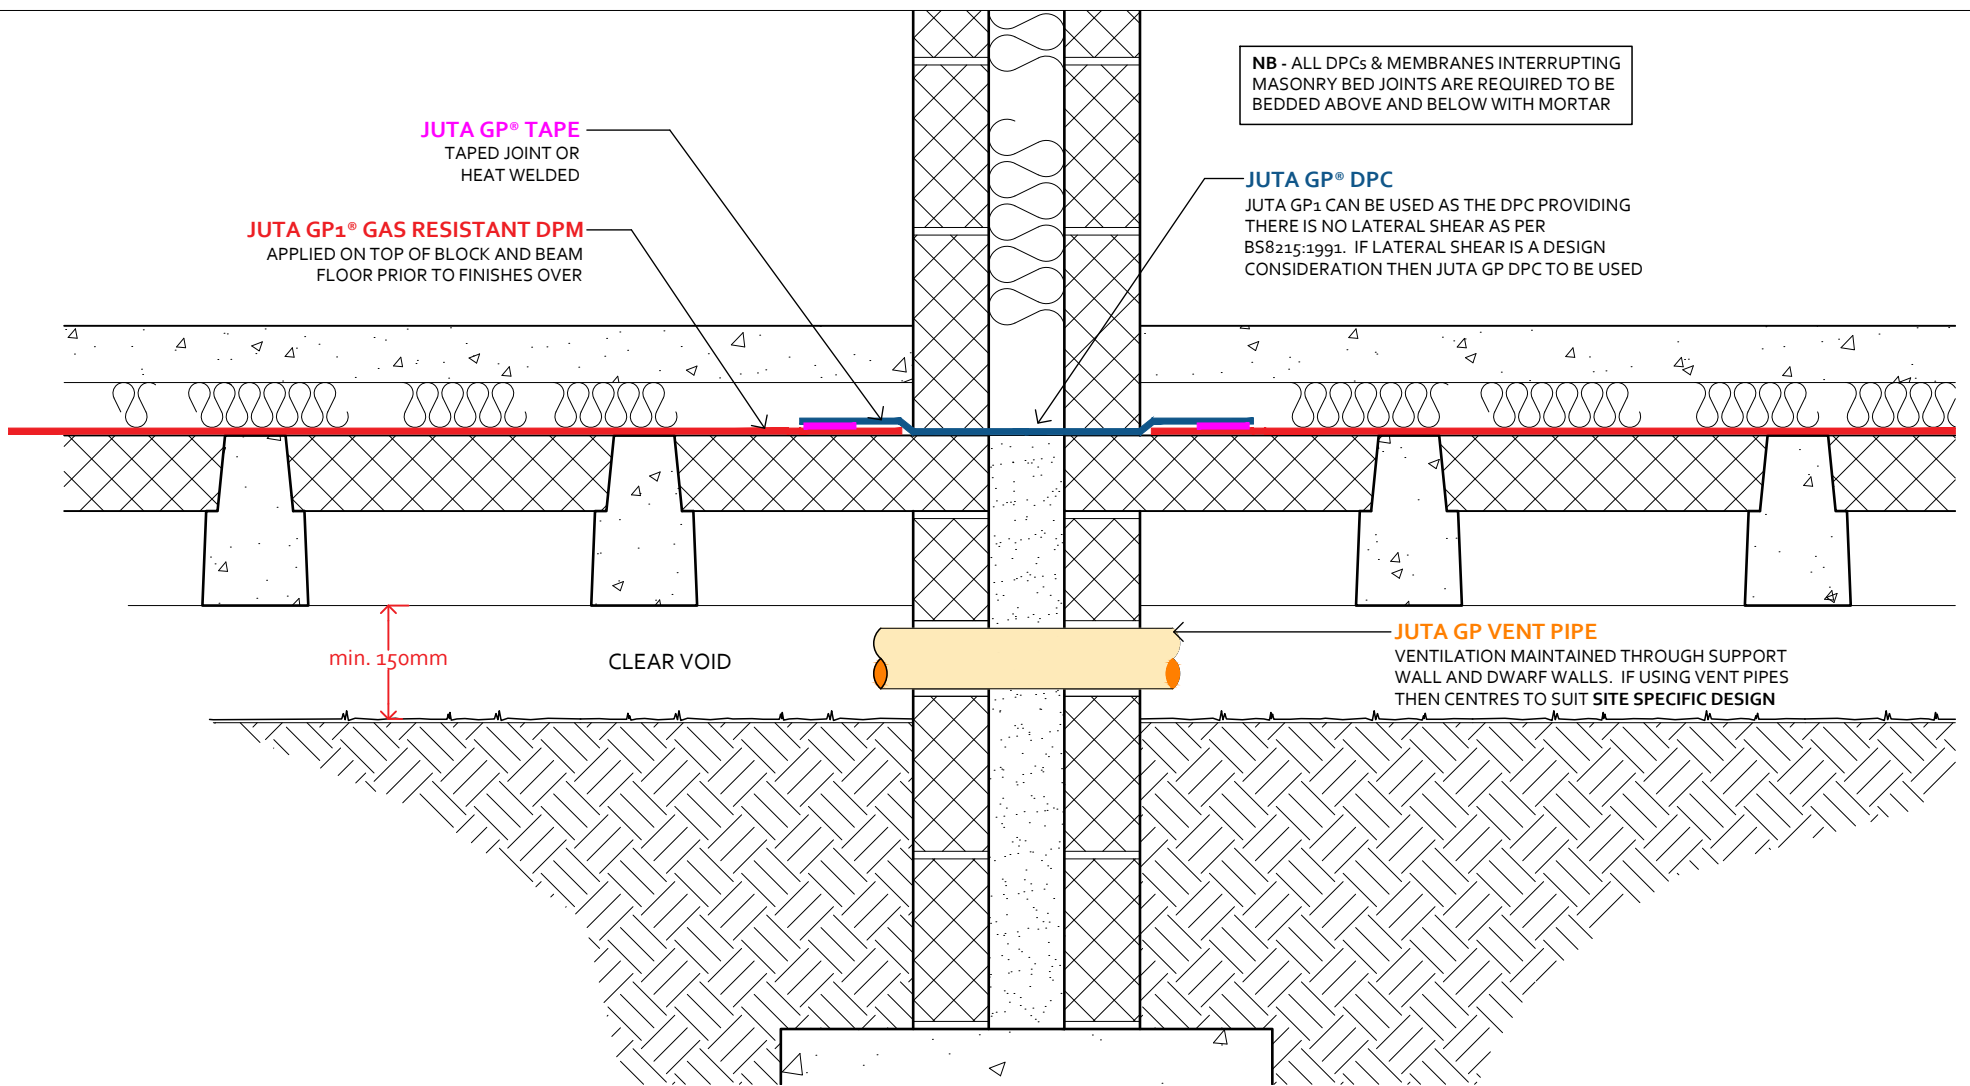 NB - ALL DPCs & MEMBRANES INTERRUPTING
MASONRY BED JOINTS ARE REQUIRED TO BE
BEDDED ABOVE AND BELOW WITH MORTAR
JUTA GP® TAPE
TAPED JOINT OR
HEAT WELDED
JUTA GP® DPC
JUTA GP1 CAN BE USED AS THE DPC PROVIDING
THERE IS NO LATERAL SHEAR AS PER
BS8215:1991. IF LATERAL SHEAR IS A DESIGN
CONSIDERATION THEN JUTA GP DPC TO BE USED
JUTA GP1® GAS RESISTANT DPM
APPLIED ON TOP OF BLOCK AND BEAM
FLOOR PRIOR TO FINISHES OVER
min. 150mm
CLEAR VOID
JUTA GP VENT PIPE
VENTILATION MAINTAINED THROUGH SUPPORT
WALL AND DWARF WALLS. IF USING VENT PIPES
THEN CENTRES TO SUIT SITE SPECIFIC DESIGN